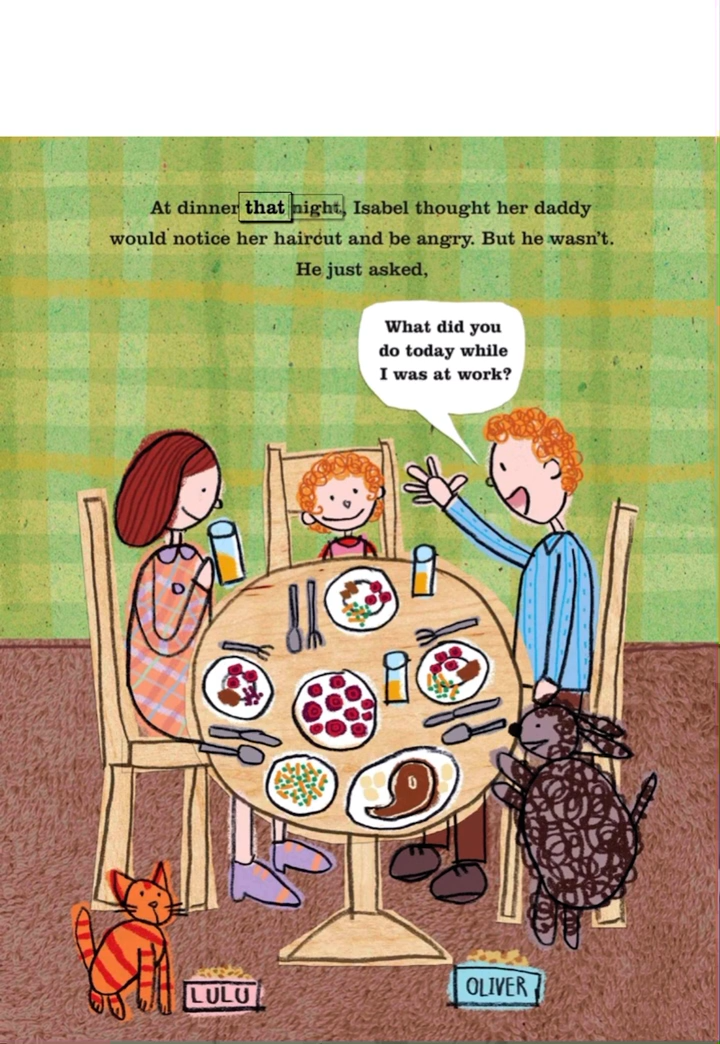 At dinner that night, Isabel thought her daddy
would notice her haircut and be angry. But he wasn't.
He just asked,
What did you
do today while
I was at work?
LULU
OLIVER